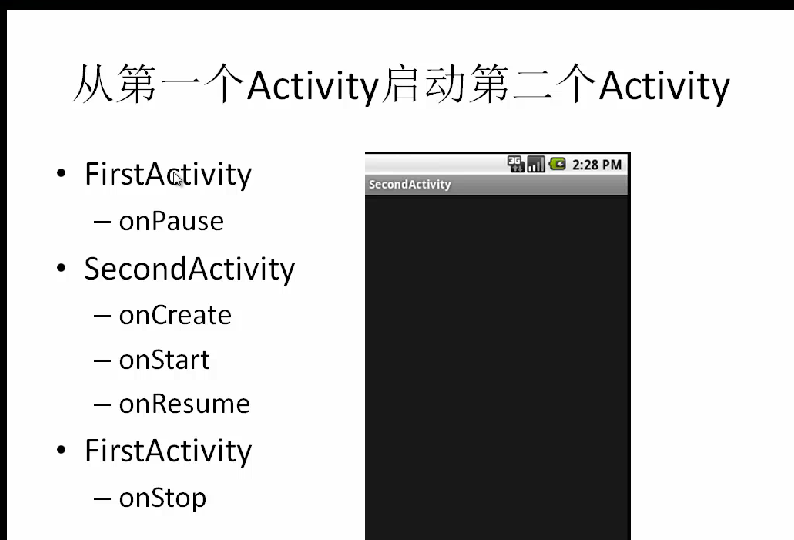 从第一个Activity启动第二个Activity
• FirstActivity
– onPause
• SecondActivity
– onCreate
– onStart
– onResume
• FirstActivity
– onStop
3G
2:28 PM
SecondActivity